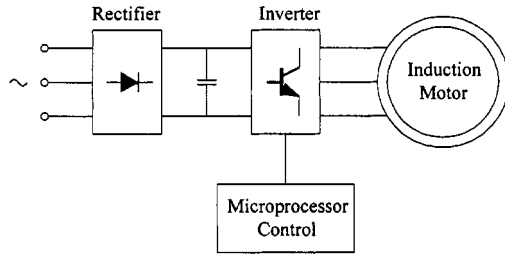 Rectifier
Inverter
Induction
Motor
Microprocessor
Control